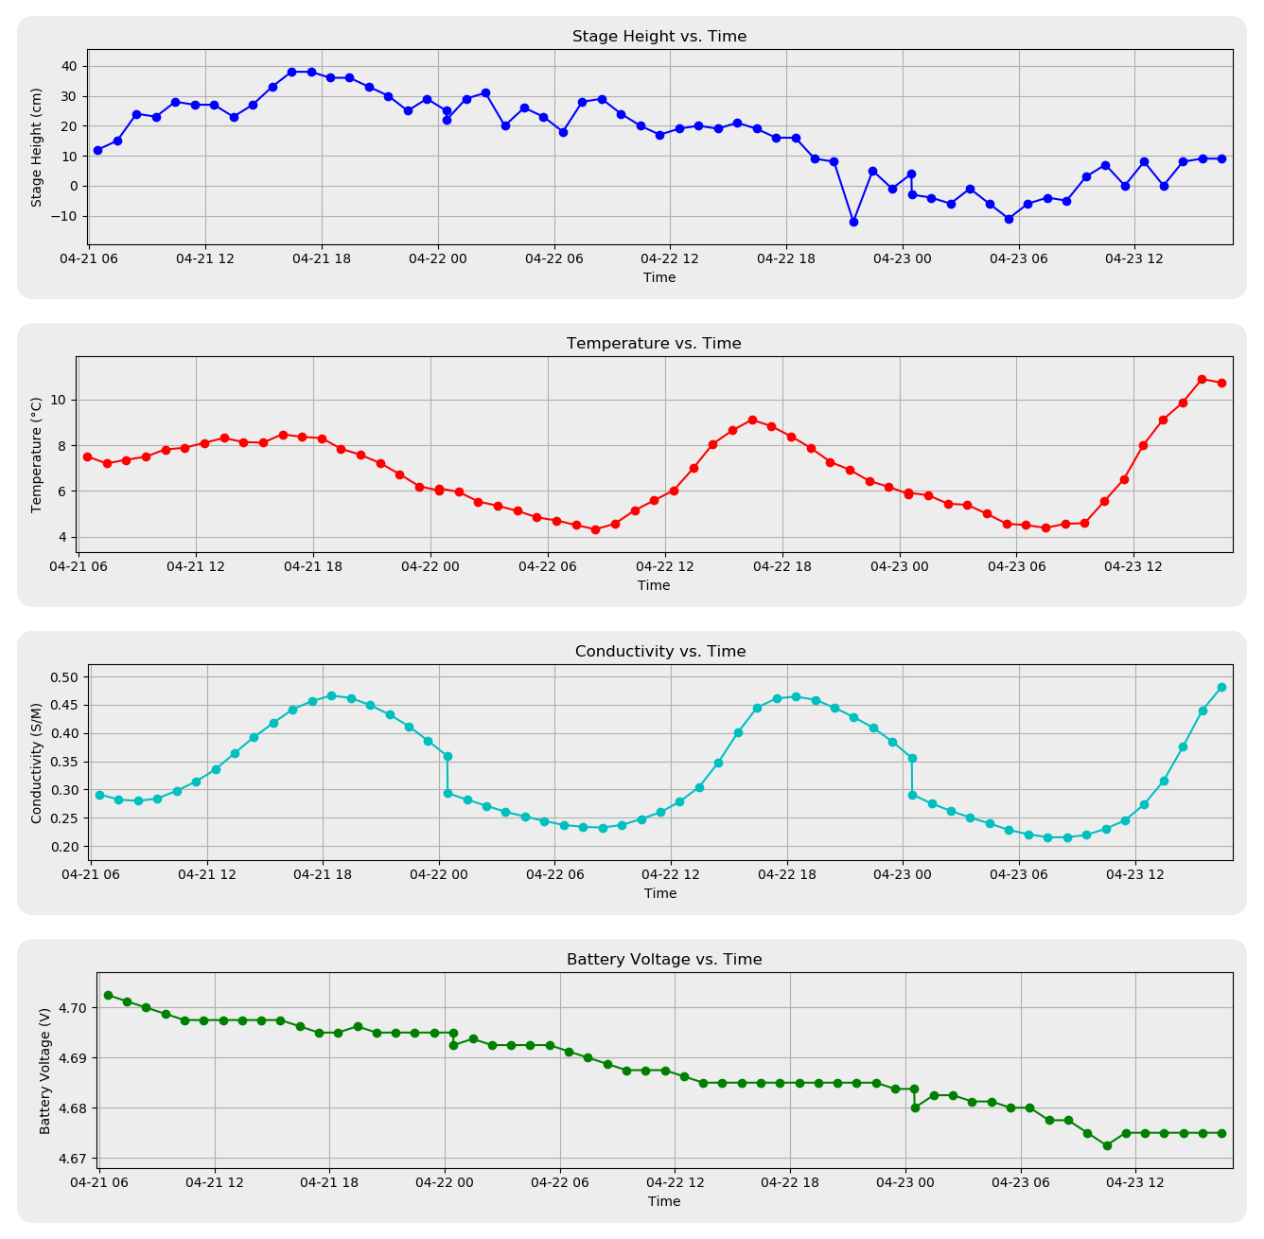 Stage Height vs. Time
Stage Height (cm)
40
30
20
10
0
−10
04-21 06 04-21 12 04-21 18 04-22 00 04-22 06 04-22 12 04-22 18 04-23 00 04-23 06 04-23 12
Time
Temperature vs. Time
Temperature (°C)
10
8
6
4
04-21 06 04-21 12 04-21 18 04-22 00 04-22 06 04-22 12 04-22 18 04-23 00 04-23 06 04-23 12
Time
Conductivity vs. Time
Conductivity (S/M)
0.50
0.45
0.40
0.35
0.30
0.25
0.20
04-21 06 04-21 12 04-21 18 04-22 00 04-22 06 04-22 12 04-22 18 04-23 00 04-23 06 04-23 12
Time
Battery Voltage vs. Time
Battery Voltage (V)
4.70
4.69
4.68
4.67
04-21 06 04-21 12 04-21 18 04-22 00 04-22 06 04-22 12 04-22 18 04-23 00 04-23 06 04-23 12
Time